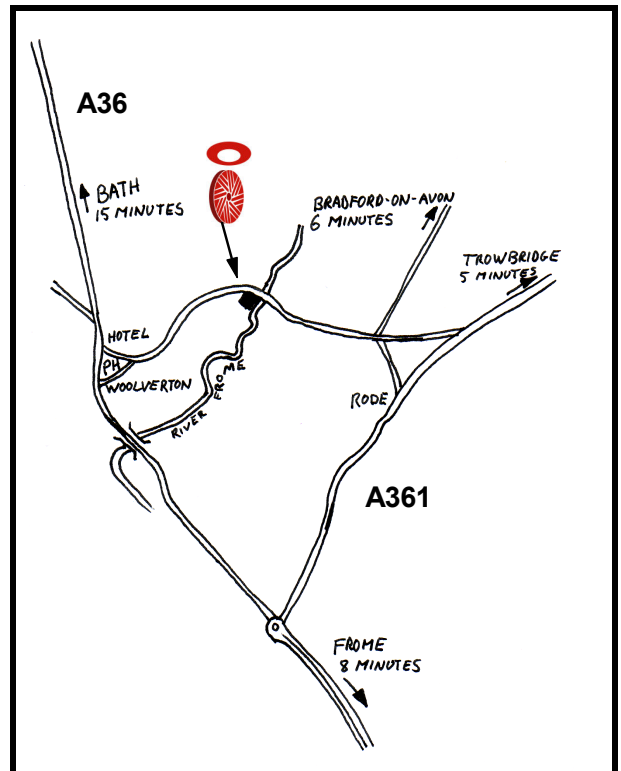 A36
BATH
15 MINUTES
BRADFORD-ON-AVON
6 MINUTES
TROWBRIDGE
5 MINUTES
HOTEL
PH
WOOLVERTON
RIVER FROME
RODE
A361
FROME
8 MINUTES